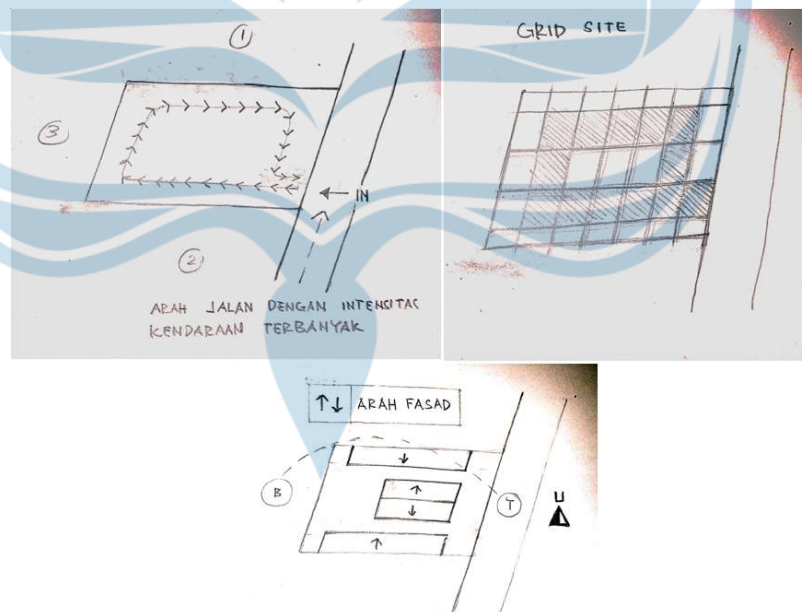 1
3
IN
2
ARAH JALAN DENGAN INTENSITAS
KENDARAAN TERBANYAK
GRID SITE
↑↓ ARAH FASAD
B
T
U